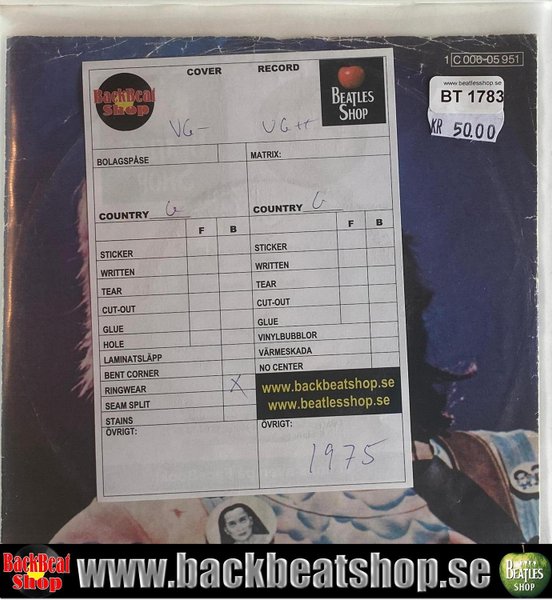 1 C 006-05 951
www.beatlesshop.se
BT 1783
KR 50.00
BackBeat
Shop
COVER RECORD
BEATLES
SHOP
VG- VG++
BOLAGSPÅSE MATRIX:
COUNTRY G COUNTRY G
F B F B
STICKER STICKER
WRITTEN WRITTEN
TEAR TEAR
CUT-OUT CUT-OUT
GLUE GLUE
HOLE VINYLBUBBLOR
LAMINATSLÄPP VÄRMESKADA
BENT CORNER NO CENTER
RINGWEAR X www.backbeatshop.se
SEAM SPLIT www.beatlesshop.se
STAINS
ÖVRIGT: ÖVRIGT:
1975
BackBeat
Shop
www.backbeatshop.se
BEATLES
SHOP